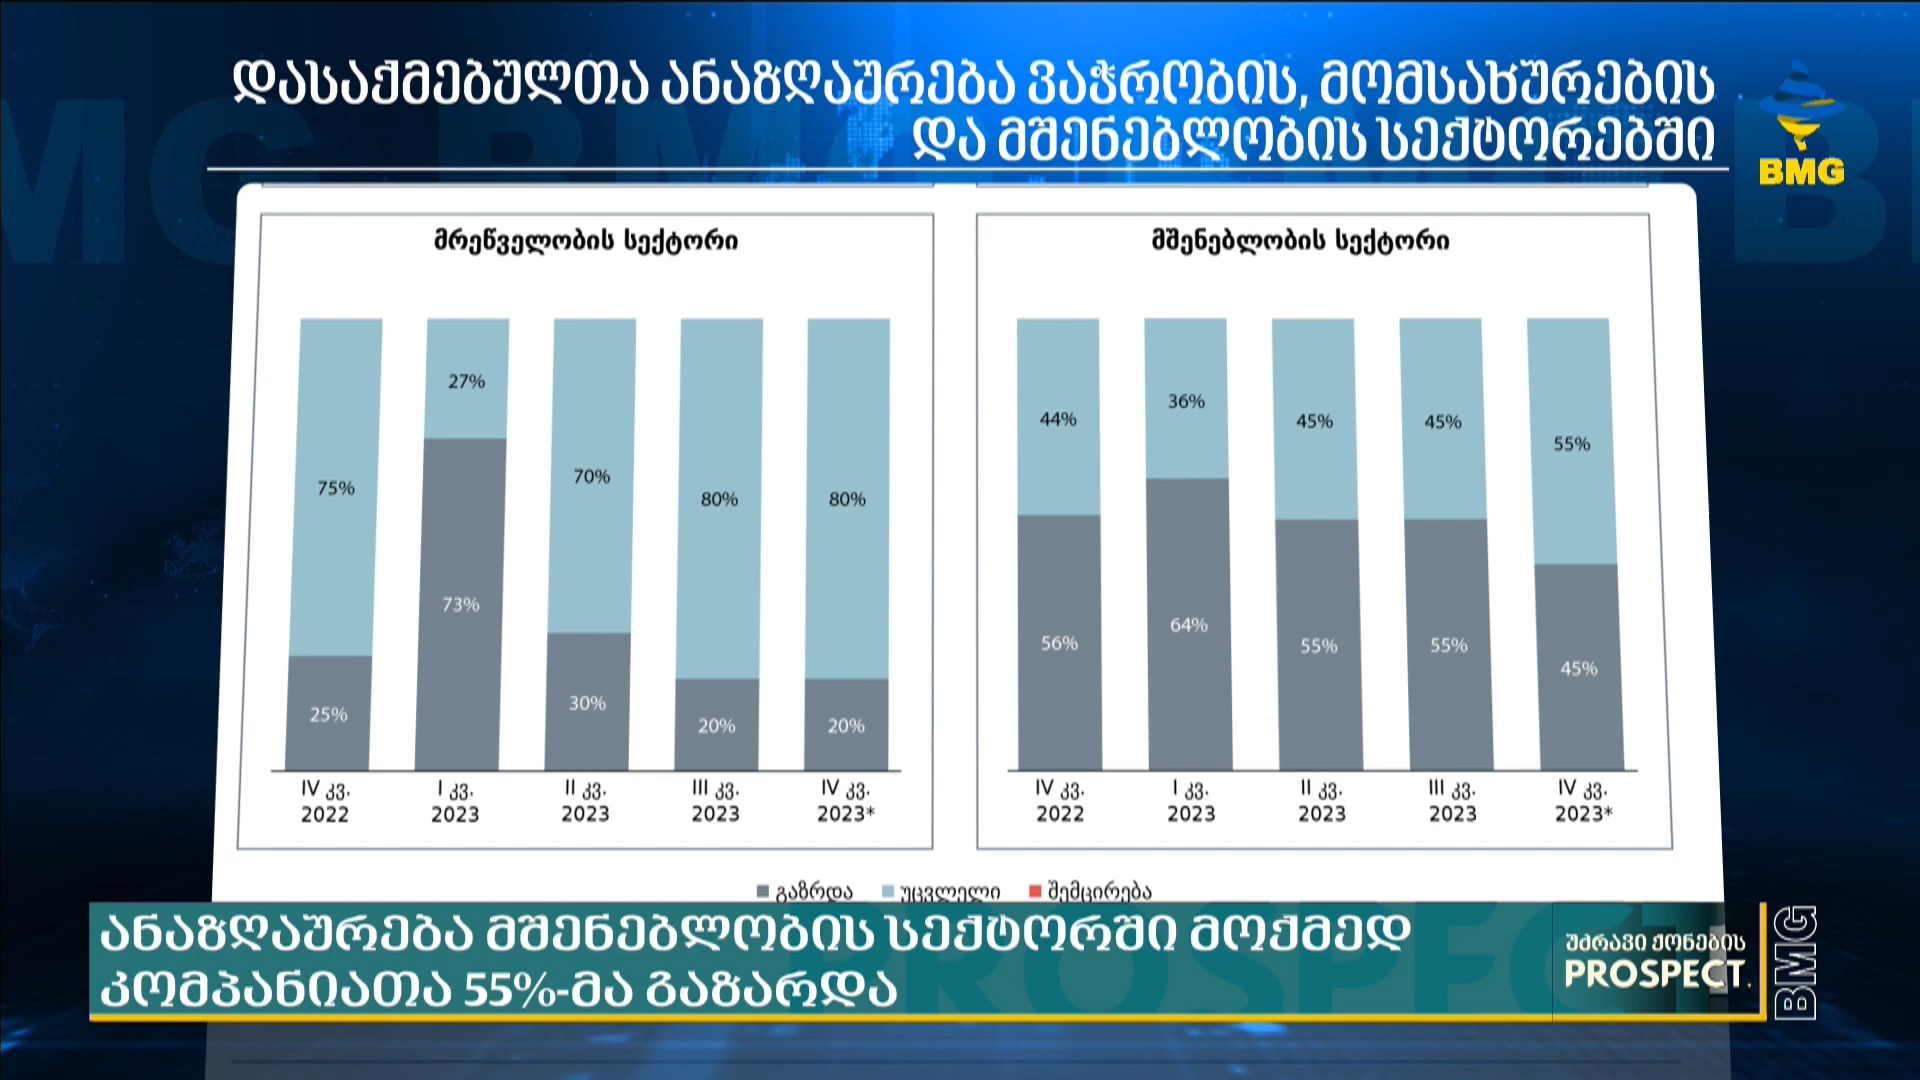 დასაქმებულთა ანაზღაურება ვაჭრობის, მომსახურების
და მშენებლობის სექტორებში
BMG
მრეწველობის სექტორი
75%
27%
70%
80%
80%
25%
73%
30%
20%
20%
IV კვ. 2022
I კვ. 2023
II კვ. 2023
III კვ. 2023
IV კვ. 2023*
მშენებლობის სექტორი
44%
36%
45%
45%
55%
56%
64%
55%
55%
45%
IV კვ. 2022
I კვ. 2023
II კვ. 2023
III კვ. 2023
IV კვ. 2023*
გაზრდა უცვლელი შემცირება
ანაზღაურება მშენებლობის სექტორში მოქმედ
კომპანიათა 55%-მა გაზარდა
უძრავი ქონების
PROSPECT.
BMG